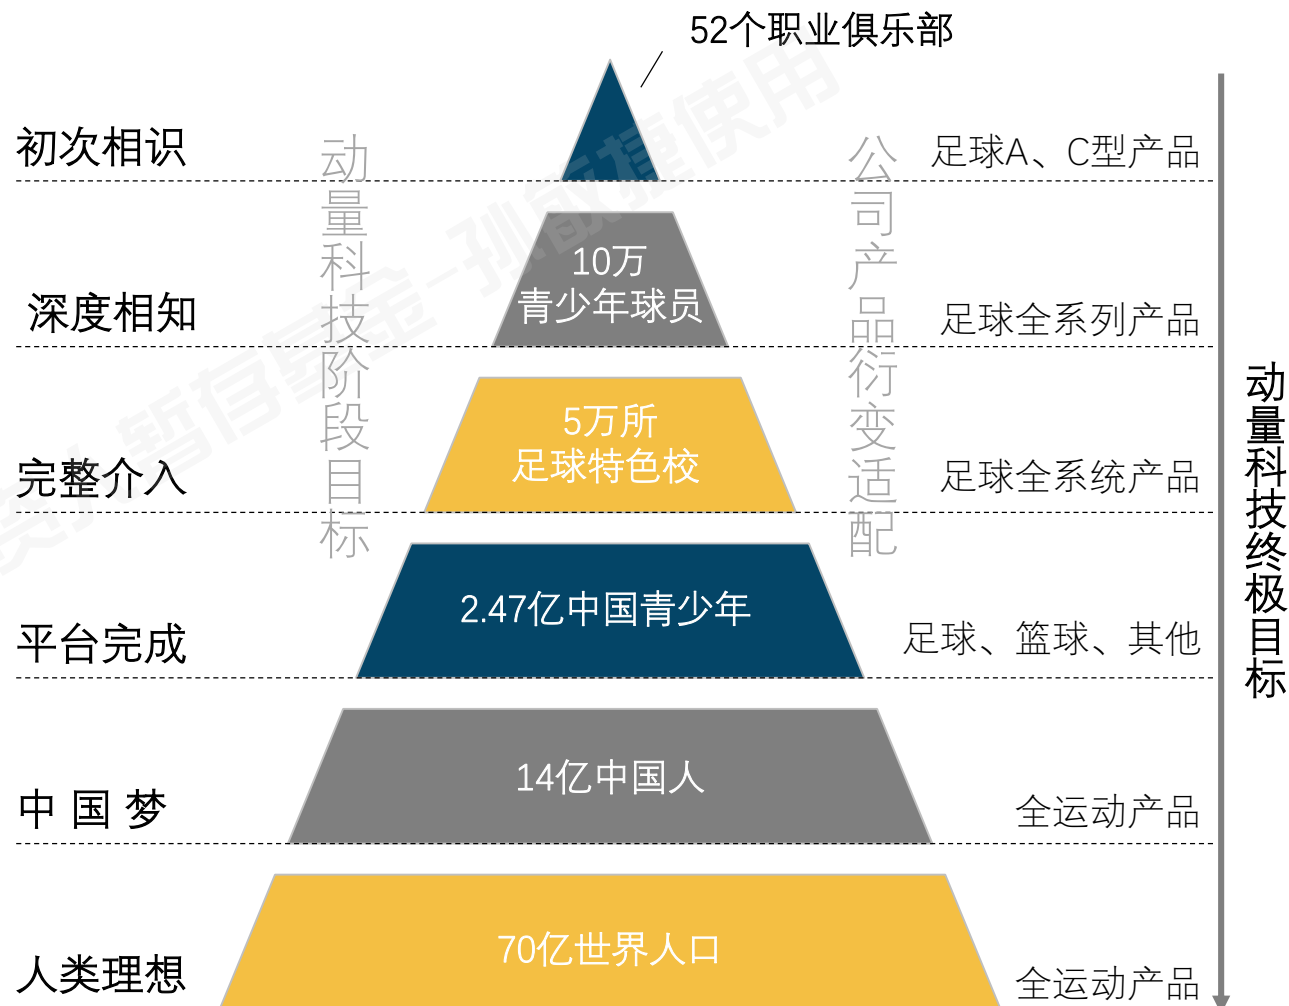 52个职业俱乐部
初次相识
足球A、C型产品
10万
青少年球员
深度相知
足球全系列产品
5万所
足球特色校
完整介入
足球全系统产品
2.47亿中国青少年
平台完成
足球、篮球、其他
14亿中国人
中 国 梦
全运动产品
70亿世界人口
人类理想
全运动产品
动量科技阶段目标
公司产品衍变适配
动量科技终极目标